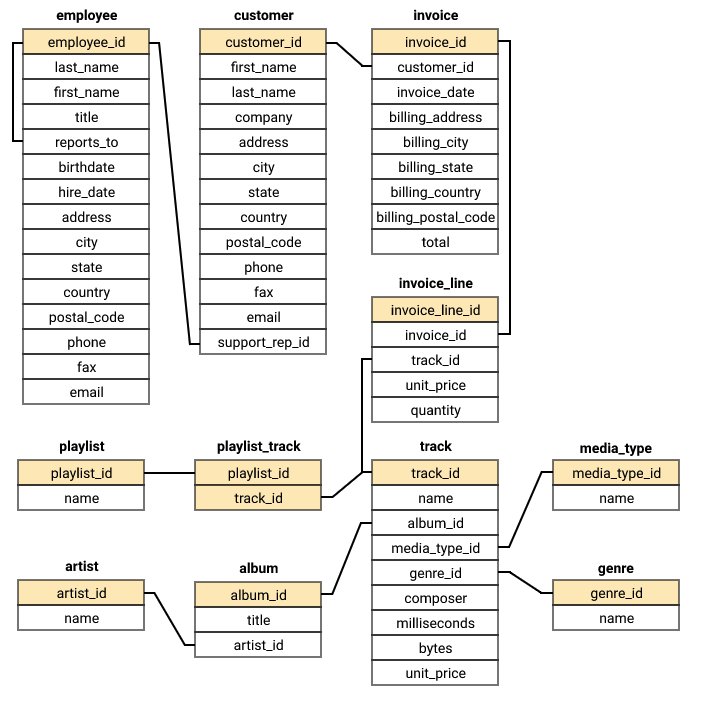 employee
employee_id
last_name
first_name
title
reports_to
birthdate
hire_date
address
city
state
country
postal_code
phone
fax
email
customer
customer_id
first_name
last_name
company
address
city
state
country
postal_code
phone
fax
email
support_rep_id
invoice
invoice_id
customer_id
invoice_date
billing_address
billing_city
billing_state
billing_country
billing_postal_code
total
invoice_line
invoice_line_id
invoice_id
track_id
unit_price
quantity
playlist
playlist_id
name
playlist_track
playlist_id
track_id
track
track_id
name
album_id
media_type_id
genre_id
composer
milliseconds
bytes
unit_price
media_type
media_type_id
name
artist
artist_id
name
album
album_id
title
artist_id
genre
genre_id
name